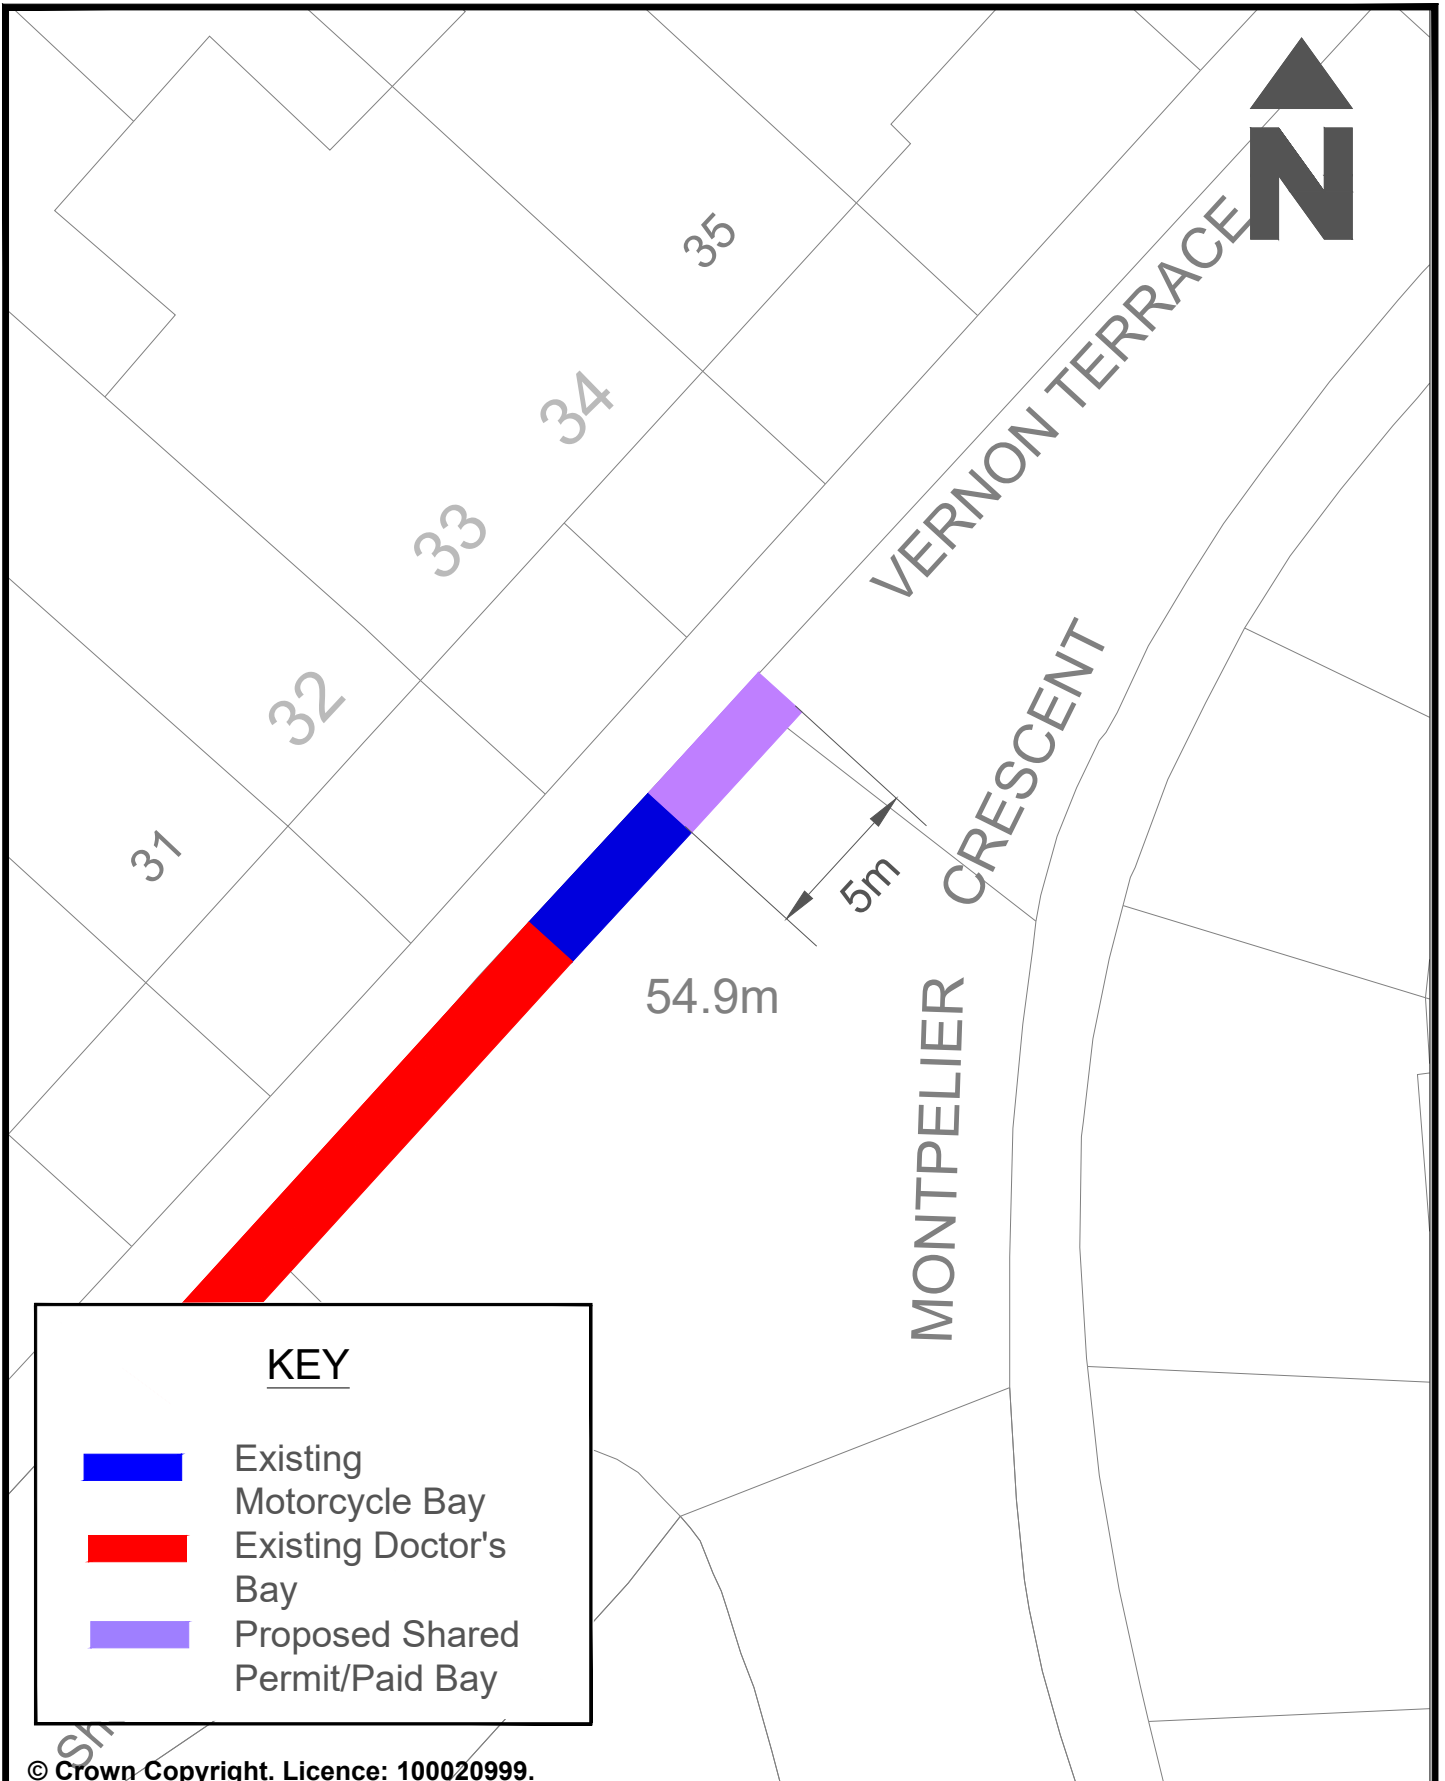 N
35
VERNON TERRACE
34
33
CRESCENT
32
31
5m
54.9m
MONTPELIER
KEY
Existing
Motorcycle Bay
Existing Doctor's
Bay
Proposed Shared
Permit/Paid Bay
Sh
© Crown Copyright. Licence: 100020999.